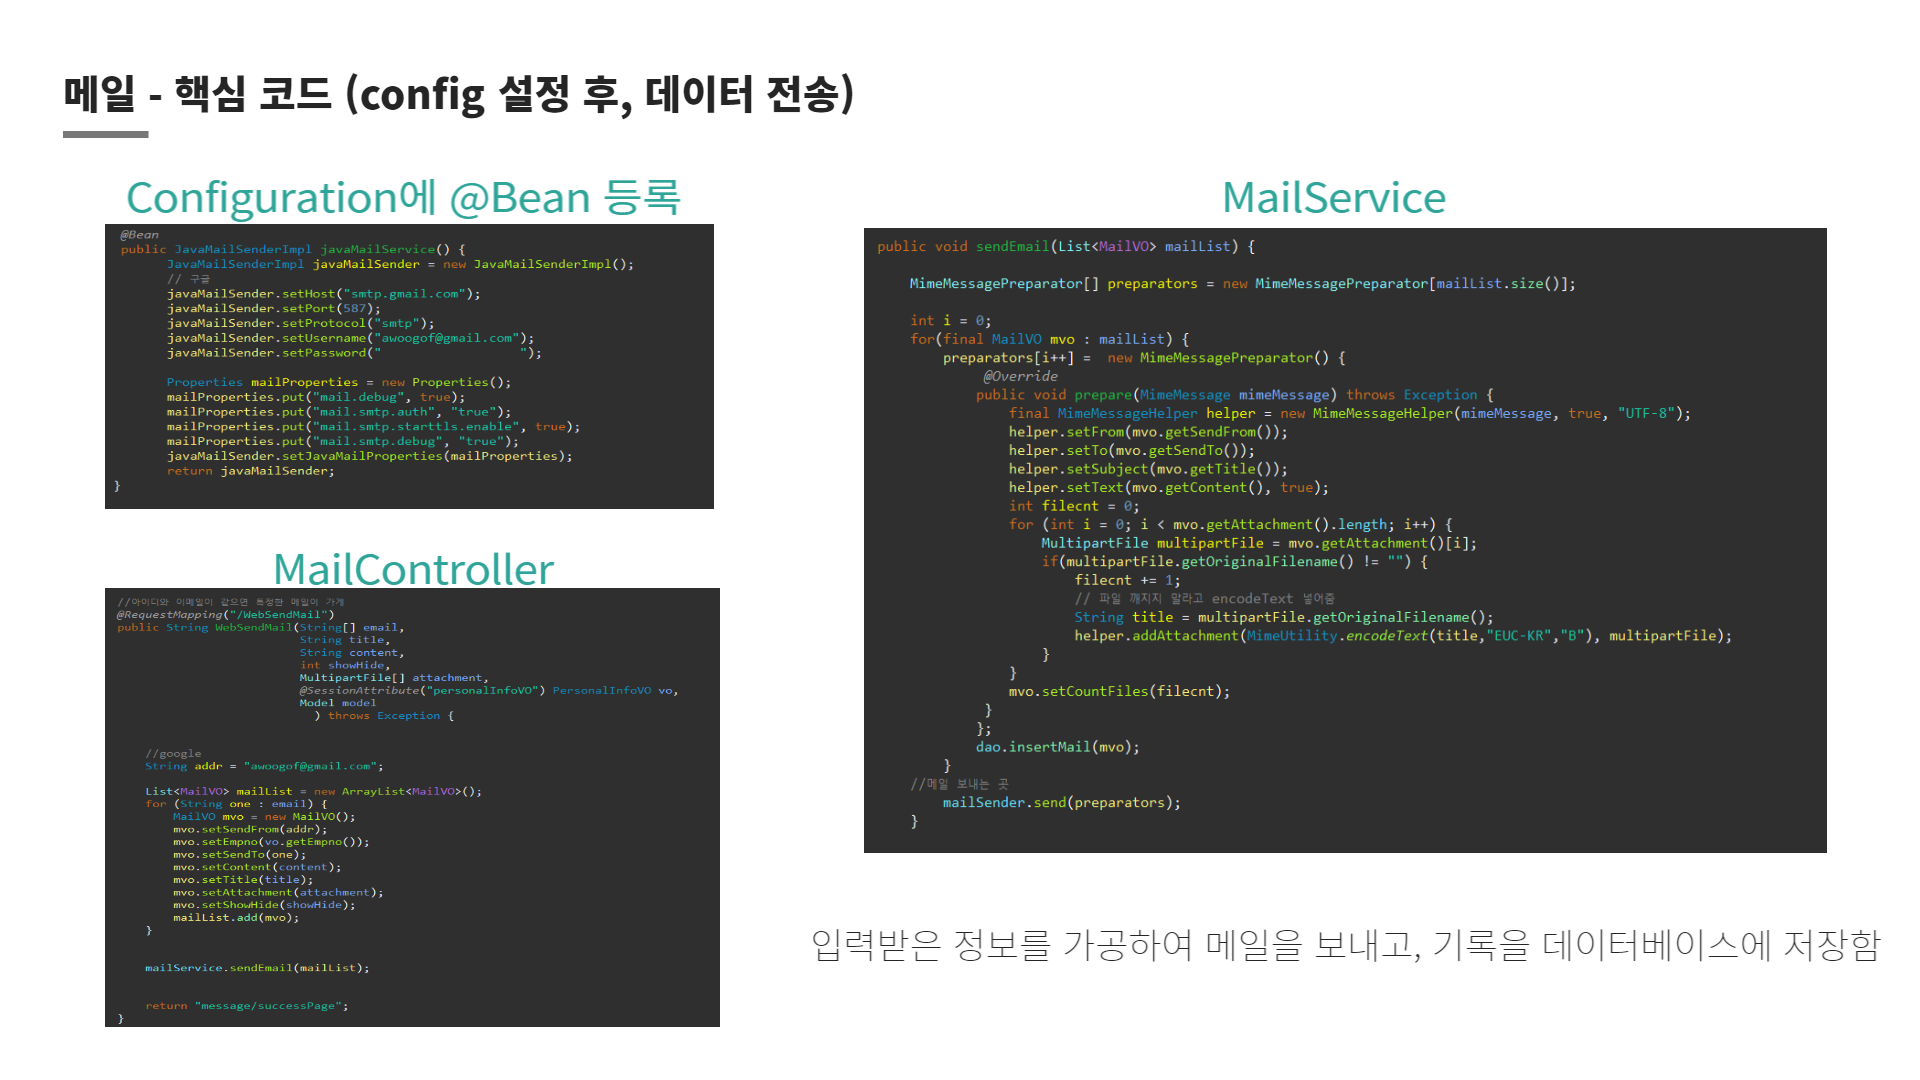 메일 - 핵심 코드 (config 설정 후, 데이터 전송)
Configuration에 @Bean 등록
@Bean
public JavaMailSenderImpl javaMailService() {
JavaMailSenderImpl javaMailSender = new JavaMailSenderImpl();
// 구글
javaMailSender.setHost("smtp.gmail.com");
javaMailSender.setPort(587);
javaMailSender.setProtocol("smtp");
javaMailSender.setUsername("awoogof@gmail.com");
javaMailSender.setPassword("                    ");
Properties mailProperties = new Properties();
mailProperties.put("mail.debug", true);
mailProperties.put("mail.smtp.auth", "true");
mailProperties.put("mail.smtp.starttls.enable", true);
mailProperties.put("mail.smtp.debug", "true");
javaMailSender.setJavaMailProperties(mailProperties);
return javaMailSender;
}
MailController
//아이디와 이메일이 같으면 특정한 메일이 가게
@RequestMapping("/WebSendMail")
public String WebSendMail(String[] email,
String title,
String content,
int showHide,
MultipartFile[] attachment,
@SessionAttribute("personalInfoVO") PersonalInfoVO vo,
Model model
) throws Exception {
//google
String addr = "awoogof@gmail.com";
List<MailVO> mailList = new ArrayList<MailVO>();
for (String one : email) {
MailVO mvo = new MailVO();
mvo.setSendFrom(addr);
mvo.setEmpno(vo.getEmpno());
mvo.setSendTo(one);
mvo.setContent(content);
mvo.setTitle(title);
mvo.setAttachment(attachment);
mvo.setShowHide(showHide);
mailList.add(mvo);
}
mailService.sendEmail(mailList);
return "message/successPage";
}
MailService
public void sendEmail(List<MailVO> mailList) {
MimeMessagePreparator[] preparators = new MimeMessagePreparator[mailList.size()];
int i = 0;
for(final MailVO mvo : mailList) {
preparators[i++] =  new MimeMessagePreparator() {
@Override
public void prepare(MimeMessage mimeMessage) throws Exception {
final MimeMessageHelper helper = new MimeMessageHelper(mimeMessage, true, "UTF-8");
helper.setFrom(mvo.getSendFrom());
helper.setTo(mvo.getSendTo());
helper.setSubject(mvo.getTitle());
helper.setText(mvo.getContent(), true);
int filecnt = 0;
for (int i = 0; i < mvo.getAttachment().length; i++) {
MultipartFile multipartFile = mvo.getAttachment()[i];
if(multipartFile.getOriginalFilename() != "") {
filecnt += 1;
// 파일 깨지지 말라고 encodeText 넣어줌
String title = multipartFile.getOriginalFilename();
helper.addAttachment(MimeUtility.encodeText(title,"EUC-KR","B"), multipartFile);
}
}
mvo.setCountFiles(filecnt);
}
};
dao.insertMail(mvo);
}
//메일 보내는 곳
mailSender.send(preparators);
}
입력받은 정보를 가공하여 메일을 보내고, 기록을 데이터베이스에 저장함